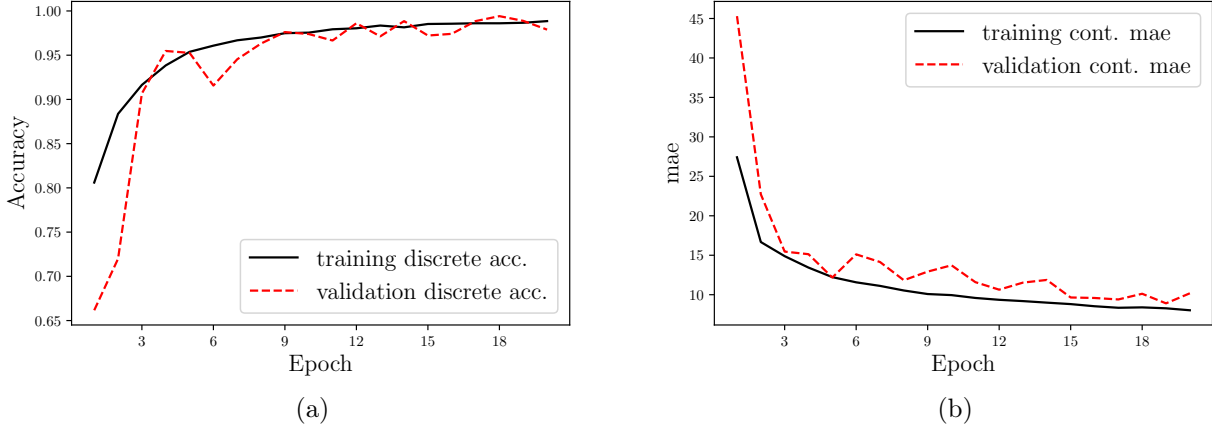 1.00
0.95
0.90
0.85
0.80
0.75
0.70
0.65
Accuracy
training discrete acc.
validation discrete acc.
3 6 9 12 15 18
Epoch
(a)
45
40
35
30
25
20
15
10
mae
training cont. mae
validation cont. mae
3 6 9 12 15 18
Epoch
(b)